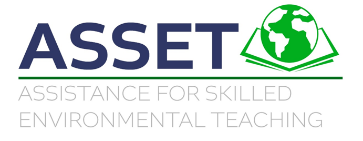 ASSET
ASSISTANCE FOR SKILLED
ENVIRONMENTAL TEACHING